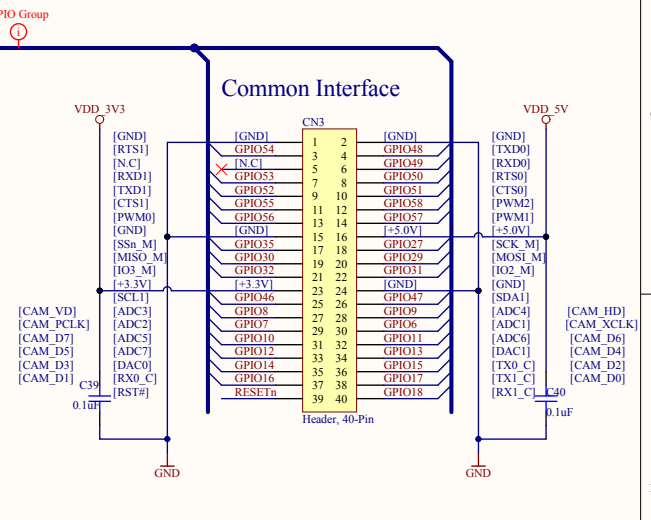 PIO Group
i
Common Interface
VDD_3V3
CN3
VDD_5V
[GND] [GND] 1 2 [GND] [GND]
[RTS1] GPIO54 3 4 GPIO48 [TXD0]
[N.C] [N.C] 5 6 GPIO49 [RXD0]
[RXD1] GPIO53 7 8 GPIO50 [RTS0]
[TXD1] GPIO52 9 10 GPIO51 [CTS0]
[CTS1] GPIO55 11 12 GPIO58 [PWM2]
[PWM0] GPIO56 13 14 GPIO57 [PWM1]
[GND] [GND] 15 16 [+5.0V] [+5.0V]
[SSn_M] GPIO35 17 18 GPIO27 [SCK_M]
[MISO_M] GPIO30 19 20 GPIO29 [MOSI_M]
[IO3_M] GPIO32 21 22 GPIO31 [IO2_M]
[+3.3V] [+3.3V] 23 24 [GND] [GND]
[SCL1] GPIO46 25 26 GPIO47 [SDA1]
[CAM_VD] [ADC3] GPIO8 27 28 GPIO9 [ADC4] [CAM_HD]
[CAM_PCLK] [ADC2] GPIO7 29 30 GPIO6 [ADC1] [CAM_XCLK]
[CAM_D7] [ADC5] GPIO10 31 32 GPIO11 [ADC6] [CAM_D6]
[CAM_D5] [ADC7] GPIO12 33 34 GPIO13 [DAC1] [CAM_D4]
[CAM_D3] [DAC0] GPIO14 35 36 GPIO15 [TX0_C] [CAM_D2]
[CAM_D1] [RX0_C] GPIO16 37 38 GPIO17 [TX1_C] [CAM_D0]
C39 [RST#] RESETn 39 40 GPIO18 [RX1_C] C40
0.1uF 0.1uF
Header, 40-Pin
GND GND